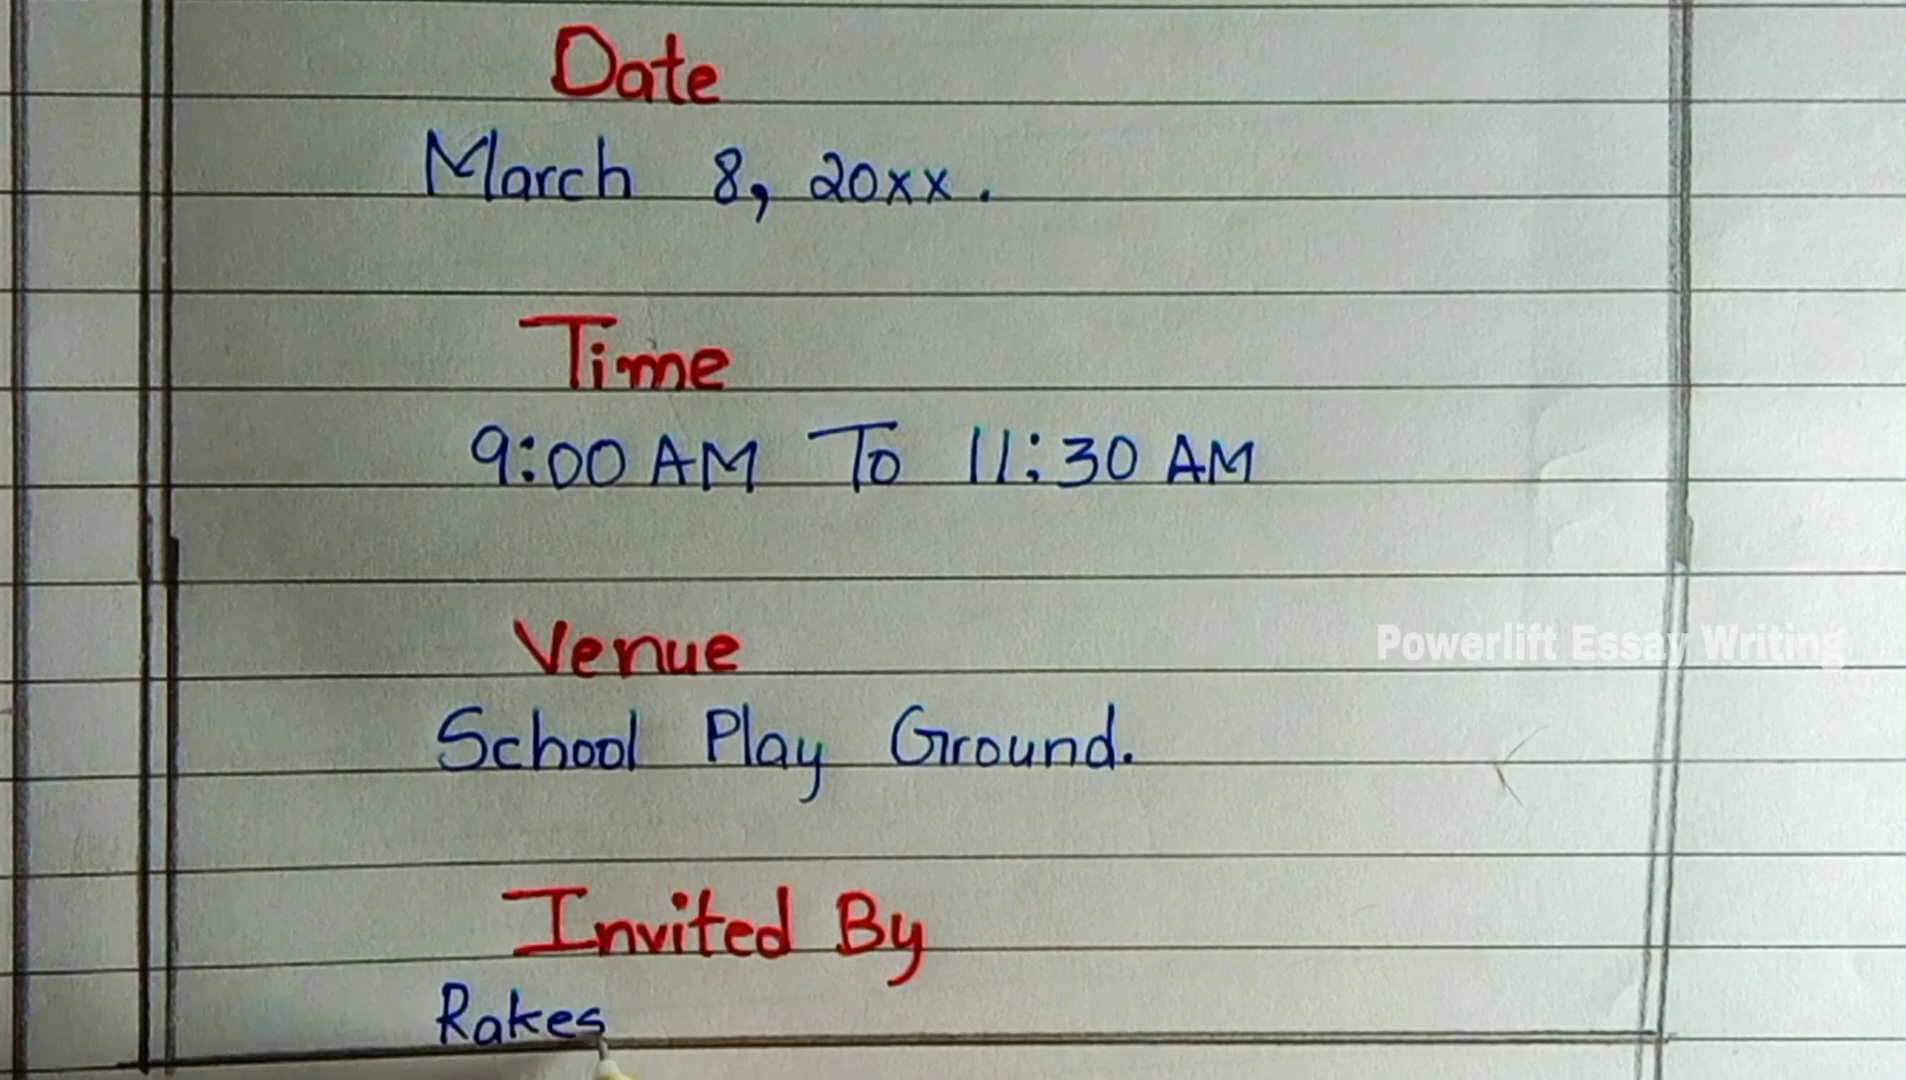 Date
March 8, 20xx.
Time
9:00 AM To 11:30 AM
Venue
Powerlift Essay Writing
School Play Ground.
Invited By
Rakes